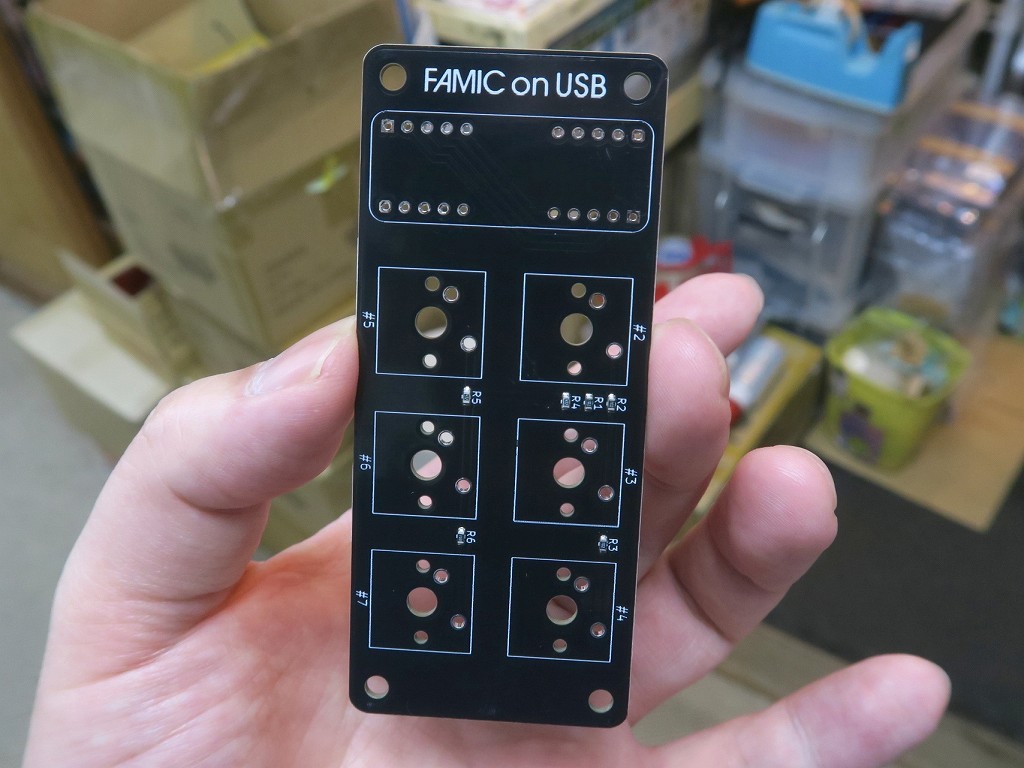 FAMIC on USB
#5
#2
R5
R4
R1
R2
#6
#3
R6
R3
#7
#4